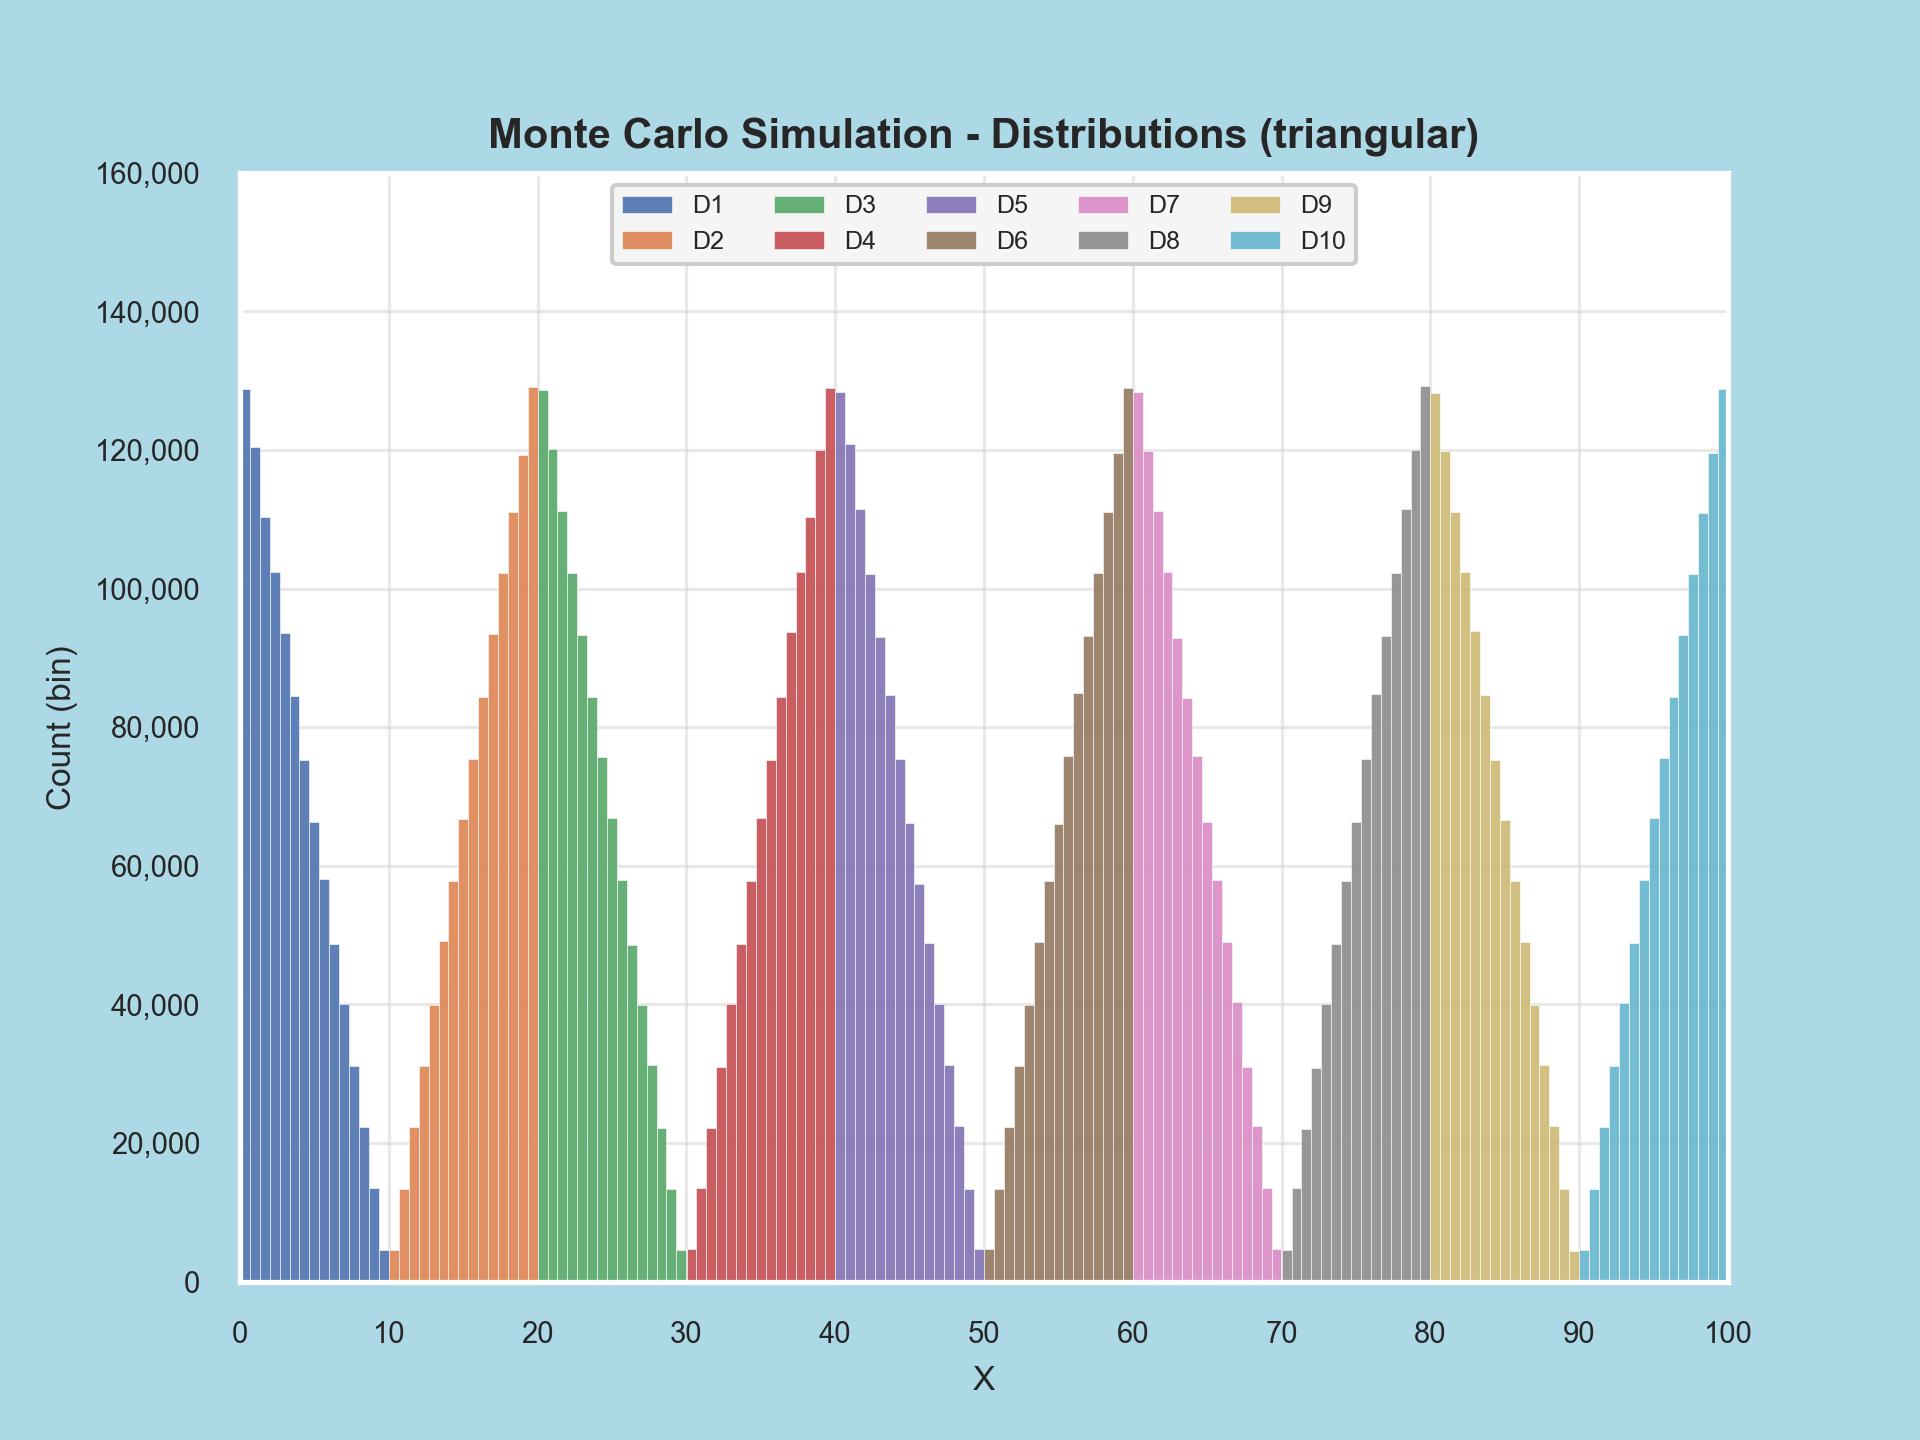 Monte Carlo Simulation - Distributions (triangular)
D1 D3 D5 D7 D9
D2 D4 D6 D8 D10
160,000
140,000
120,000
100,000
80,000
60,000
40,000
20,000
0
Count (bin)
0 10 20 30 40 50 60 70 80 90 100
X